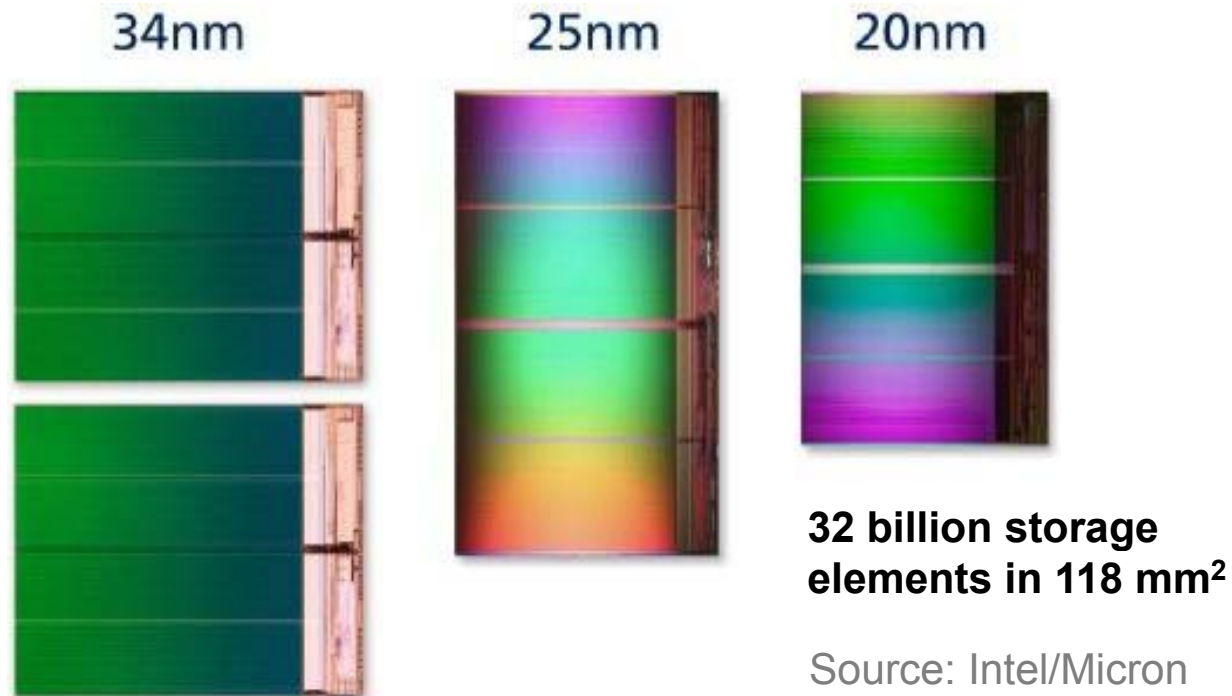 34nm
25nm
20nm
32 billion storage
elements in 118 mm²
Source: Intel/Micron